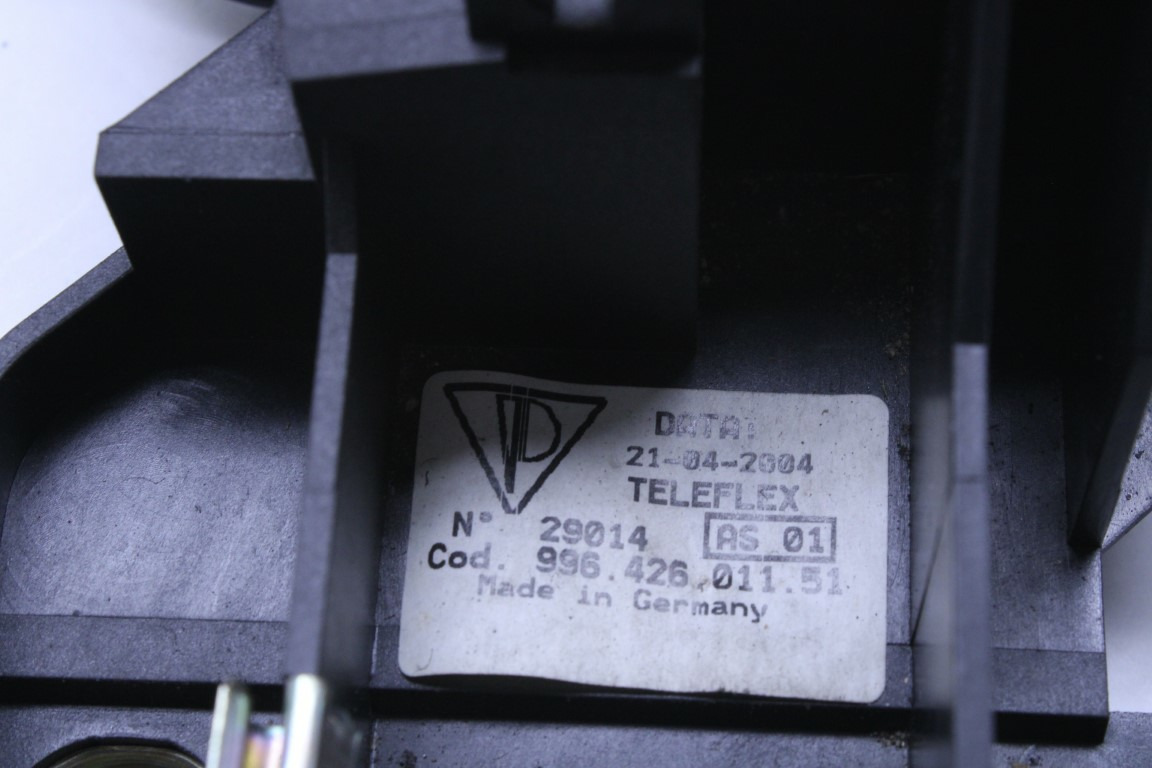 DATA:
21-04-2004
TELEFLEX
N° 29014 AS 01
Cod. 996.426.011.51
Made in Germany